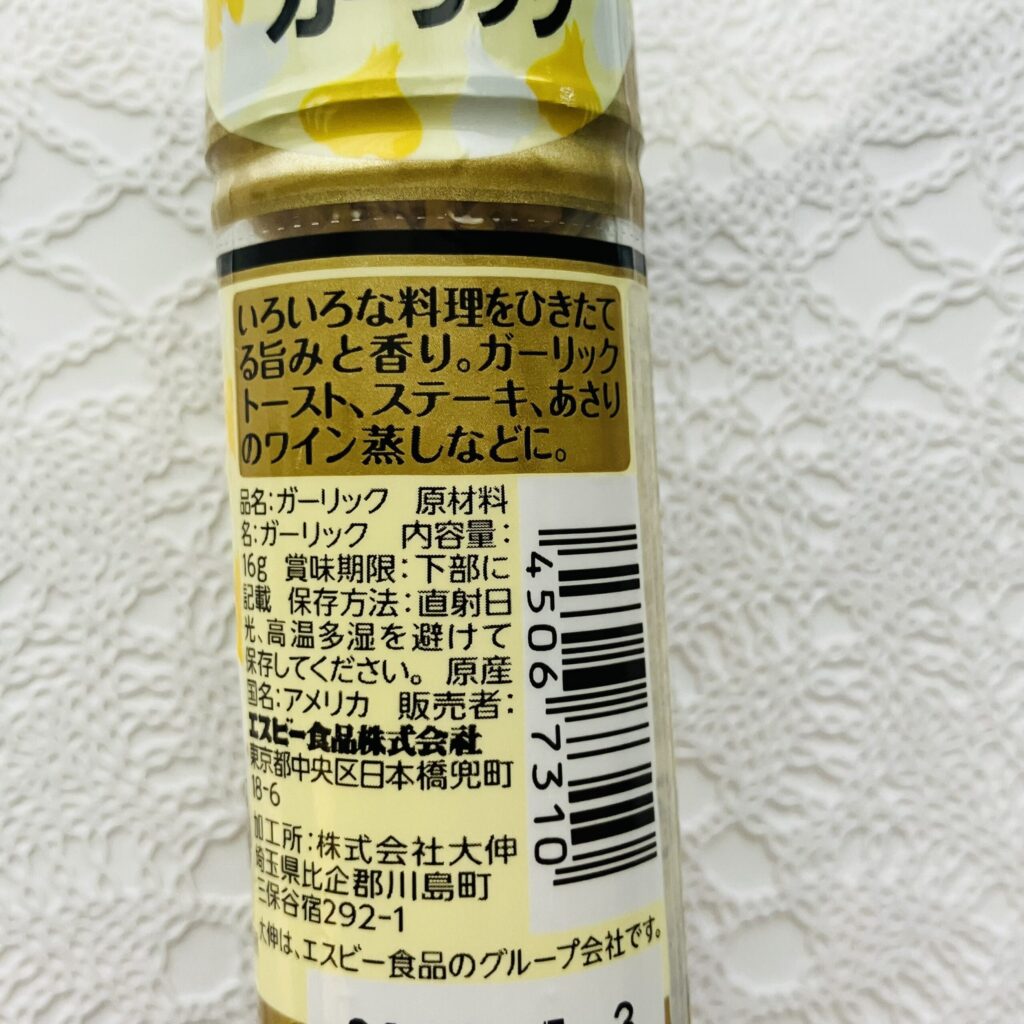 ガーリック
いろいろな料理をひきたて
る旨みと香り。ガーリック
トースト、ステーキ、あさり
のワイン蒸しなどに。
品名:ガーリック 原材料
名:ガーリック 内容量:
16g 賞味期限:下部に
記載 保存方法:直射日
光、高温多湿を避けて
保存してください。 原産
国名:アメリカ 販売者:
エスビー食品株式会社
東京都中央区日本橋兜町
18-6
加工所:株式会社大伸
埼玉県比企郡川島町
三保谷宿292-1
大伸は、エスビー食品のグループ会社です。
4506 7310